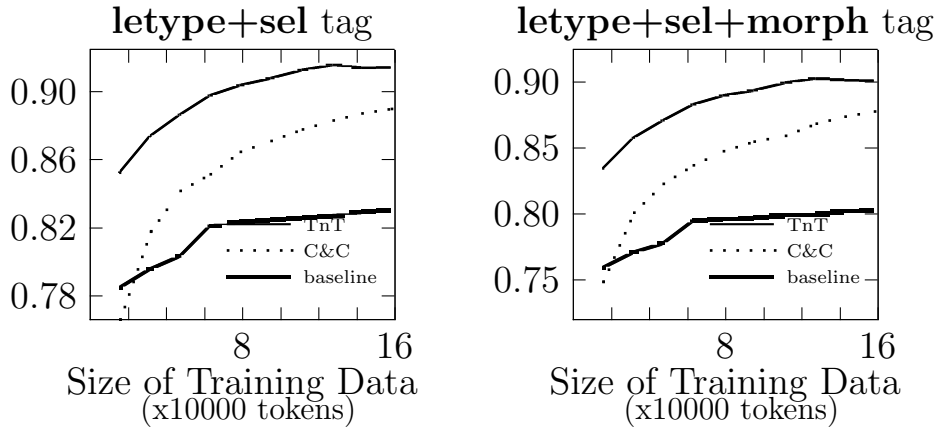 letype+sel tag
0.90
0.86
0.82
0.78
TnT
C&C
baseline
8
16
Size of Training Data
(x10000 tokens)
letype+sel+morph tag
0.90
0.85
0.80
0.75
TnT
C&C
baseline
8
16
Size of Training Data
(x10000 tokens)